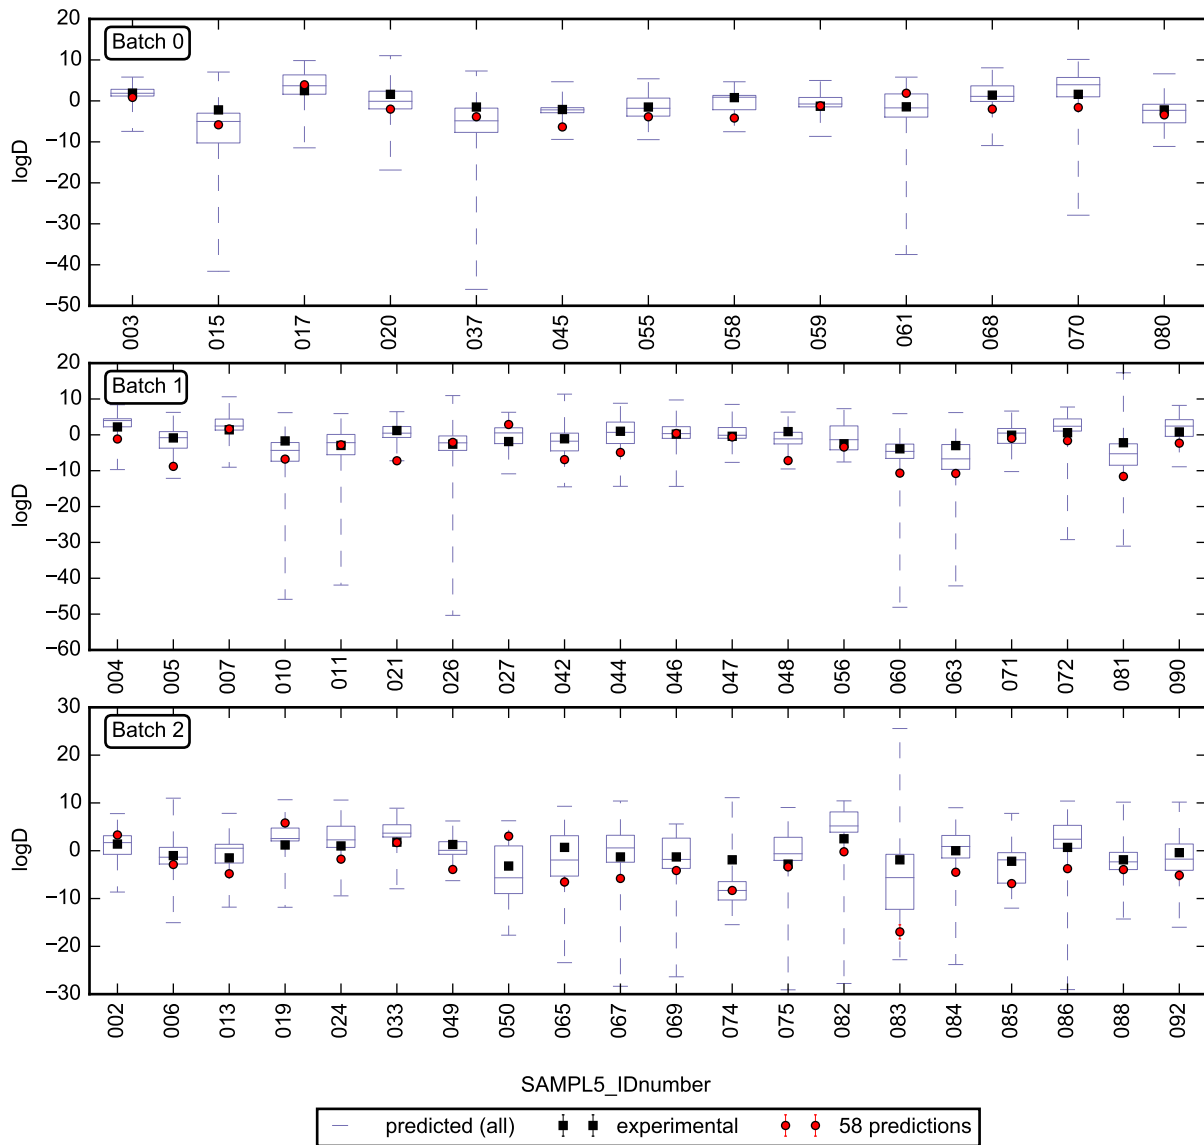 20
Batch 0
10
0
−10
−20
−30
−40
−50
logD
003 015 017 020 037 045 055 058 059 061 068 070 080
20
Batch 1
10
0
−10
−20
−30
−40
−50
−60
logD
004 005 007 010 011 021 026 027 042 044 046 047 048 056 060 063 071 072 081 090
30
Batch 2
20
10
0
−10
−20
−30
logD
002 006 013 019 024 033 049 050 065 067 069 074 075 082 083 084 085 086 088 092
SAMPL5_IDnumber
predicted (all) experimental 58 predictions